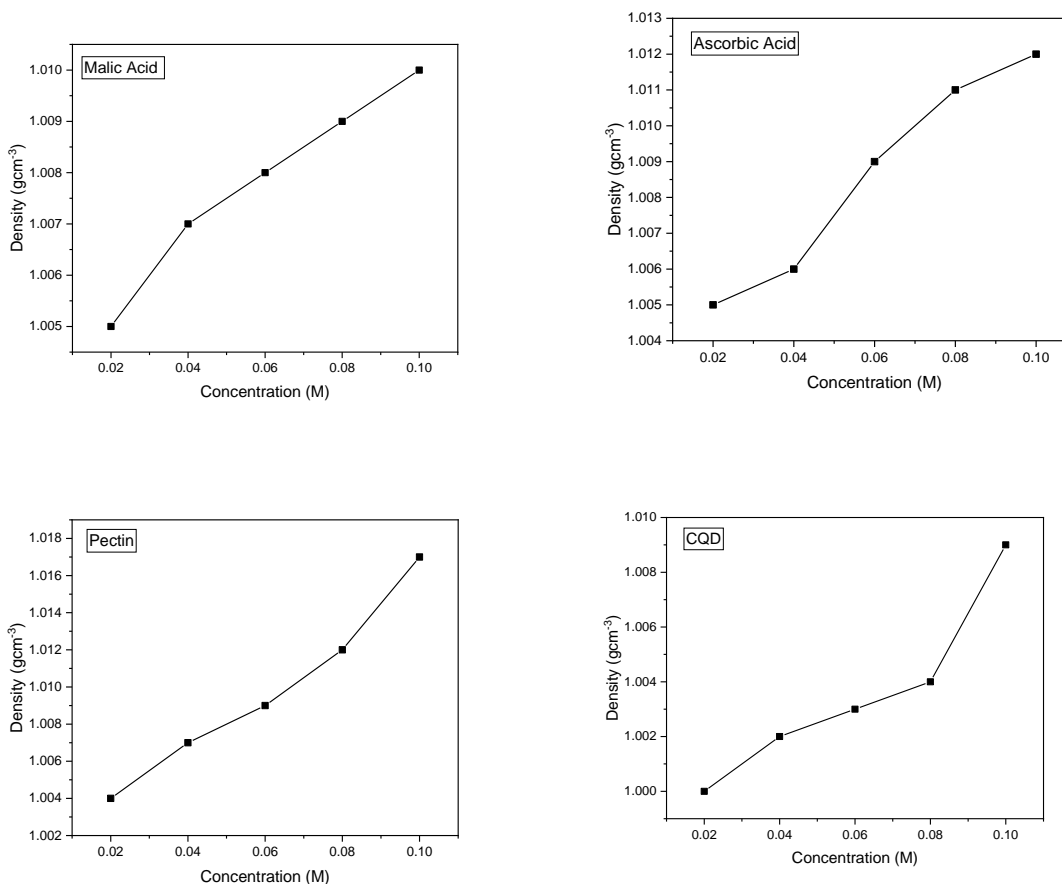 Malic Acid
1.010
1.009
1.008
1.007
1.006
1.005
Density (gcm⁻³)
0.02 0.04 0.06 0.08 0.10
Concentration (M)
Ascorbic Acid
1.013
1.012
1.011
1.010
1.009
1.008
1.007
1.006
1.005
1.004
Density (gcm⁻³)
0.02 0.04 0.06 0.08 0.10
Concentration (M)
Pectin
1.018
1.016
1.014
1.012
1.010
1.008
1.006
1.004
1.002
Density (gcm⁻³)
0.02 0.04 0.06 0.08 0.10
Concentration (M)
CQD
1.010
1.008
1.006
1.004
1.002
1.000
Density (gcm⁻³)
0.02 0.04 0.06 0.08 0.10
Concentration (M)